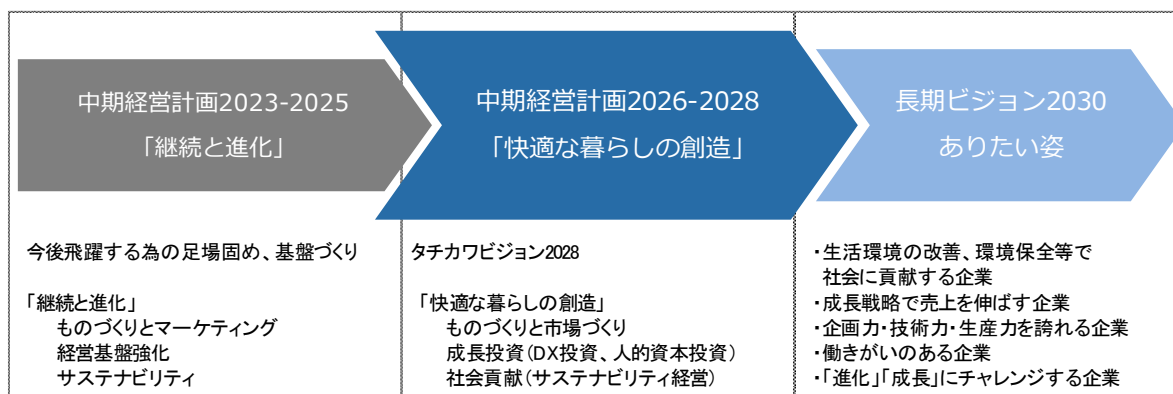 中期経営計画2023-2025
「継続と進化」
今後飛躍する為の足場固め、基盤づくり
「継続と進化」
ものづくりとマーケティング
経営基盤強化
サステナビリティ
中期経営計画2026-2028
「快適な暮らしの創造」
タチカワビジョン2028
「快適な暮らしの創造」
ものづくりと市場づくり
成長投資（DX投資、人的資本投資）
社会貢献（サステナビリティ経営）
長期ビジョン2030
ありたい姿
・生活環境の改善、環境保全等で
社会に貢献する企業
・成長戦略で売上を伸ばす企業
・企画力・技術力・生産力を誇れる企業
・働きがいのある企業
・「進化」「成長」にチャレンジする企業